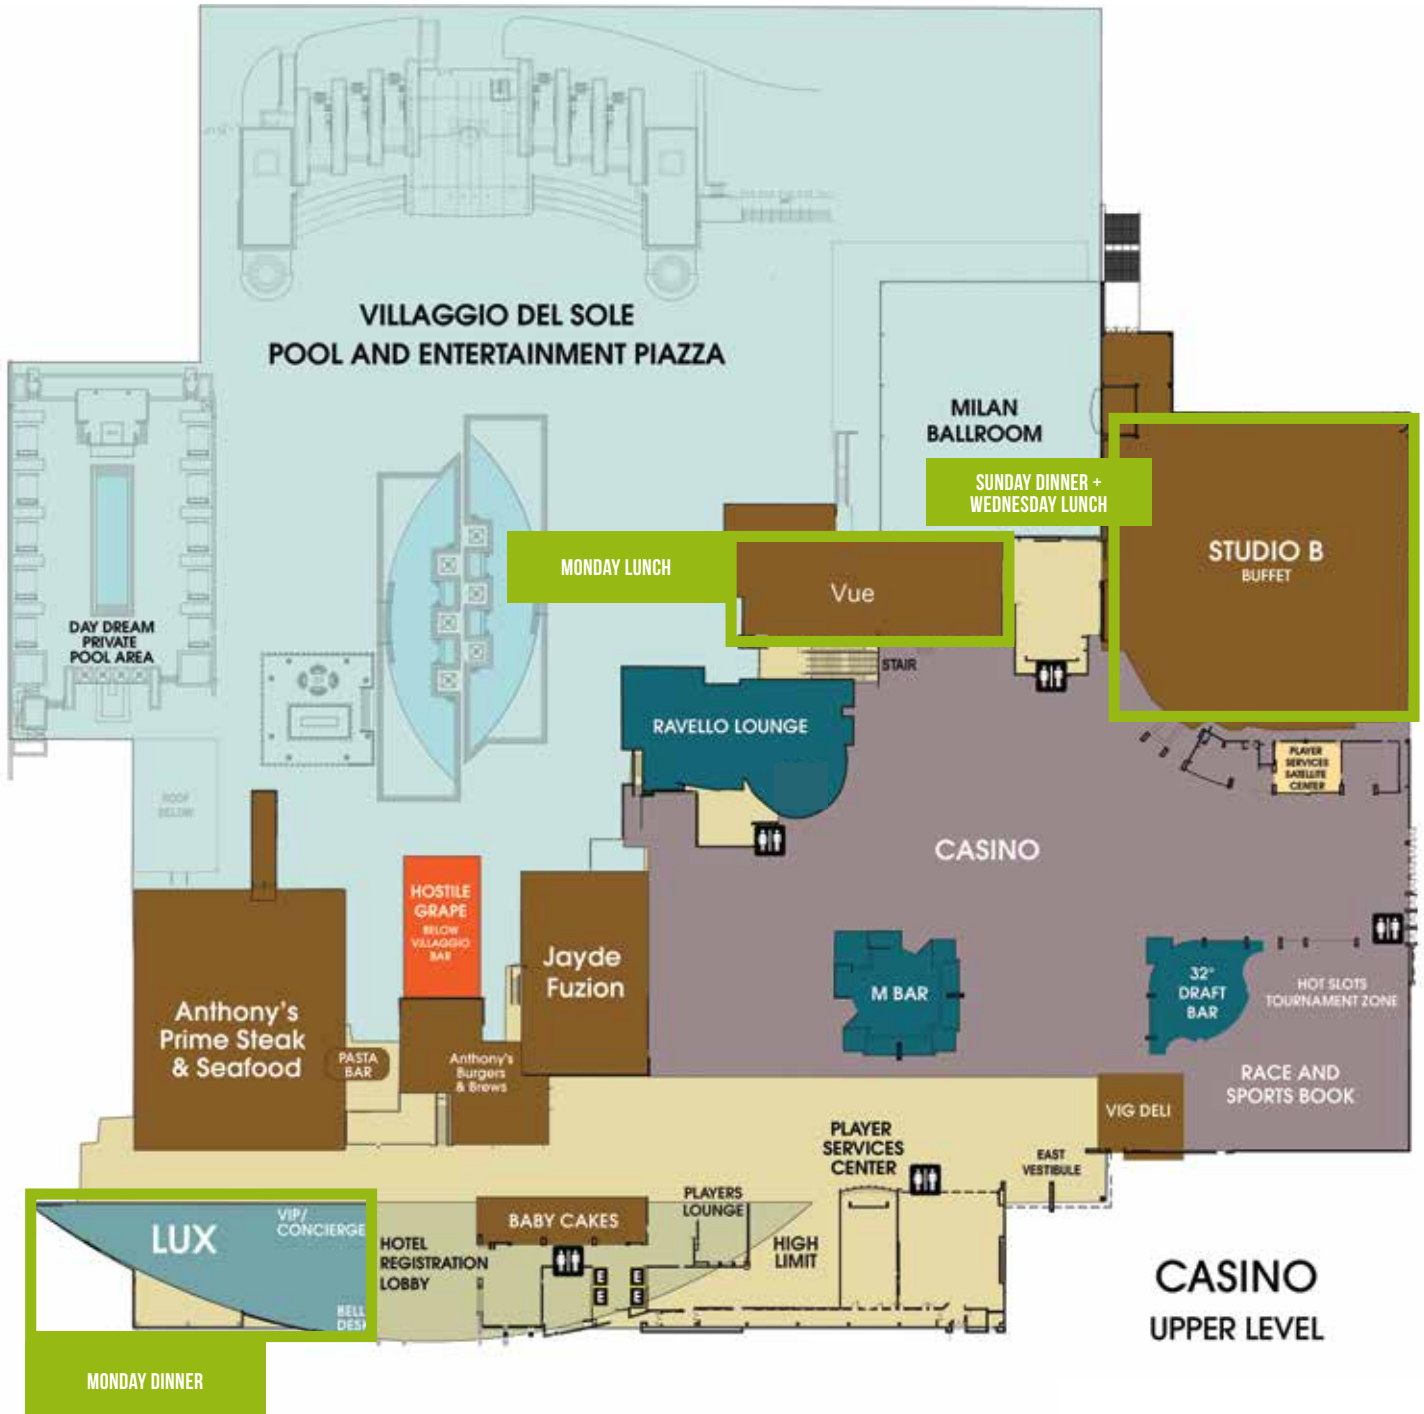 VILLAGGIO DEL SOLE
POOL AND ENTERTAINMENT PIAZZA
MILAN
BALLROOM
SUNDAY DINNER +
WEDNESDAY LUNCH
STUDIO B
BUFFET
MONDAY LUNCH
Vue
DAY DREAM
PRIVATE
POOL AREA
STAIR
RAVELLO LOUNGE
PLAYER
SERVICES
SATELLITE
CENTER
ROOF
BELOW
CASINO
HOSTILE
GRAPE
BELOW
VILLAGGIO
BAR
Jayde
Fuzion
M BAR
32°
DRAFT
BAR
HOT SLOTS
TOURNAMENT ZONE
Anthony's
Prime Steak
& Seafood
PASTA
BAR
Anthony's
Burgers
& Brews
RACE AND
SPORTS BOOK
VIG DELI
PLAYER
SERVICES
CENTER
EAST
VESTIBULE
LUX
VIP/
CONCIERGE
BABY CAKES
PLAYERS
LOUNGE
HOTEL
REGISTRATION
LOBBY
HIGH
LIMIT
E E
E E
BELL
DESK
CASINO
UPPER LEVEL
MONDAY DINNER